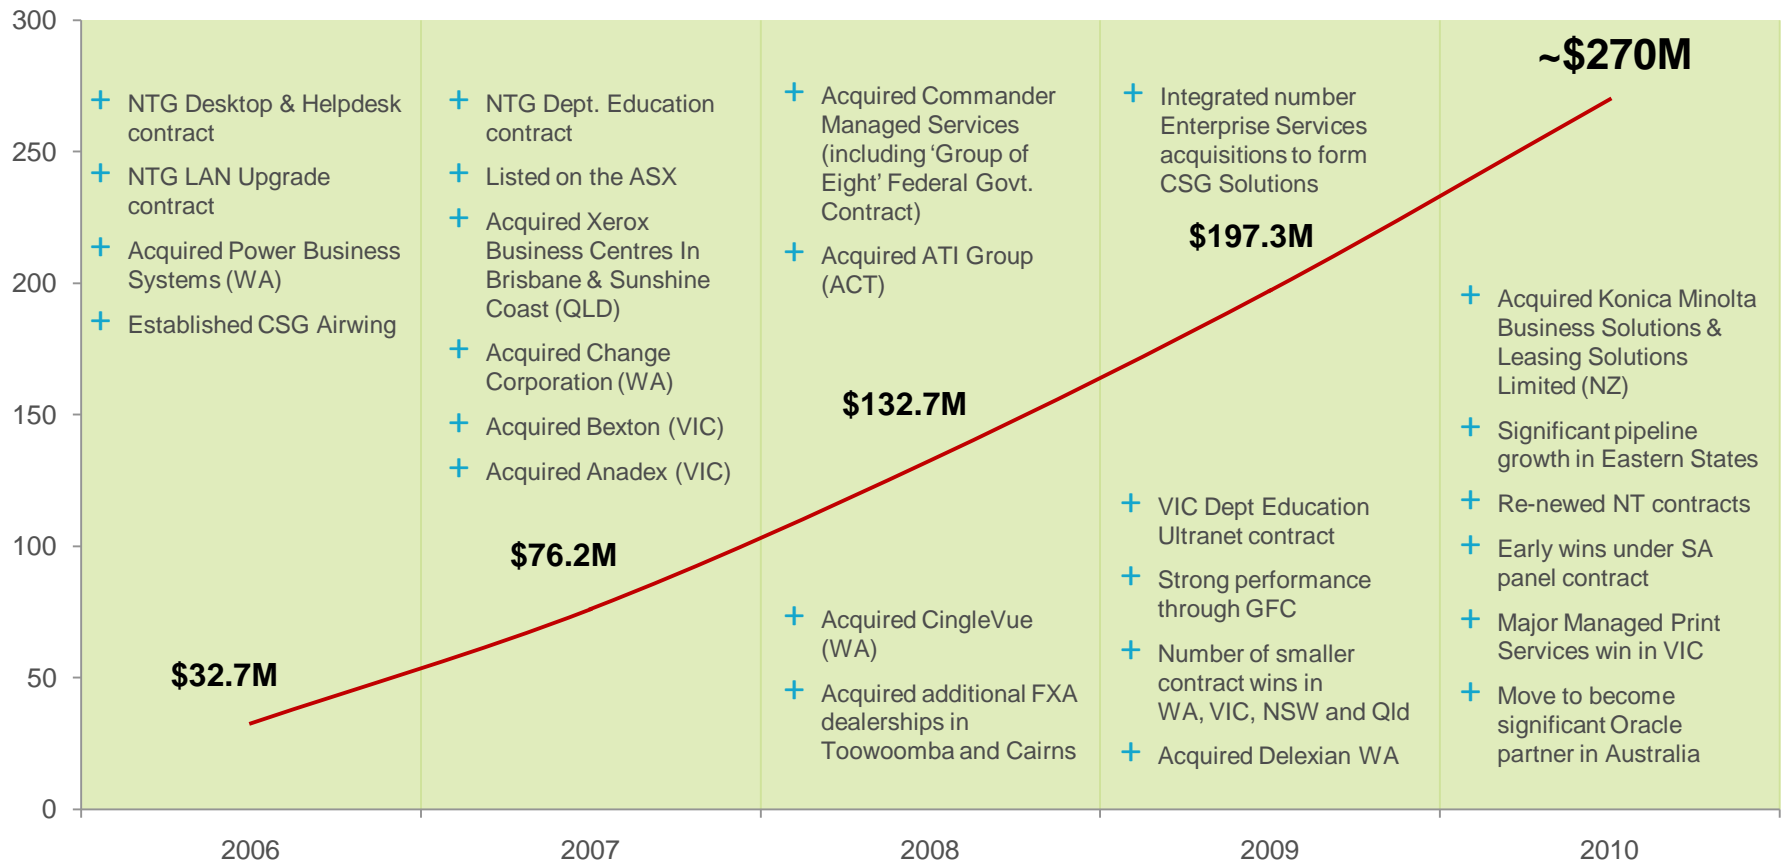 300
250
200
150
100
50
0
+ NTG Desktop & Helpdesk
contract
+ NTG LAN Upgrade
contract
+ Acquired Power Business
Systems (WA)
+ Established CSG Airwing
$32.7M
2006
+ NTG Dept. Education
contract
+ Listed on the ASX
+ Acquired Xerox
Business Centres In
Brisbane & Sunshine
Coast (QLD)
+ Acquired Change
Corporation (WA)
+ Acquired Bexton (VIC)
+ Acquired Anadex (VIC)
$76.2M
2007
+ Acquired Commander
Managed Services
(including ‘Group of
Eight’ Federal Govt.
Contract)
+ Acquired ATI Group
(ACT)
$132.7M
+ Acquired CingleVue
(WA)
+ Acquired additional FXA
dealerships in
Toowoomba and Cairns
2008
+ Integrated number
Enterprise Services
acquisitions to form
CSG Solutions
$197.3M
+ VIC Dept Education
Ultranet contract
+ Strong performance
through GFC
+ Number of smaller
contract wins in
WA, VIC, NSW and Qld
+ Acquired Delexian WA
2009
~$270M
+ Acquired Konica Minolta
Business Solutions &
Leasing Solutions
Limited (NZ)
+ Significant pipeline
growth in Eastern States
+ Re-newed NT contracts
+ Early wins under SA
panel contract
+ Major Managed Print
Services win in VIC
+ Move to become
significant Oracle
partner in Australia
2010